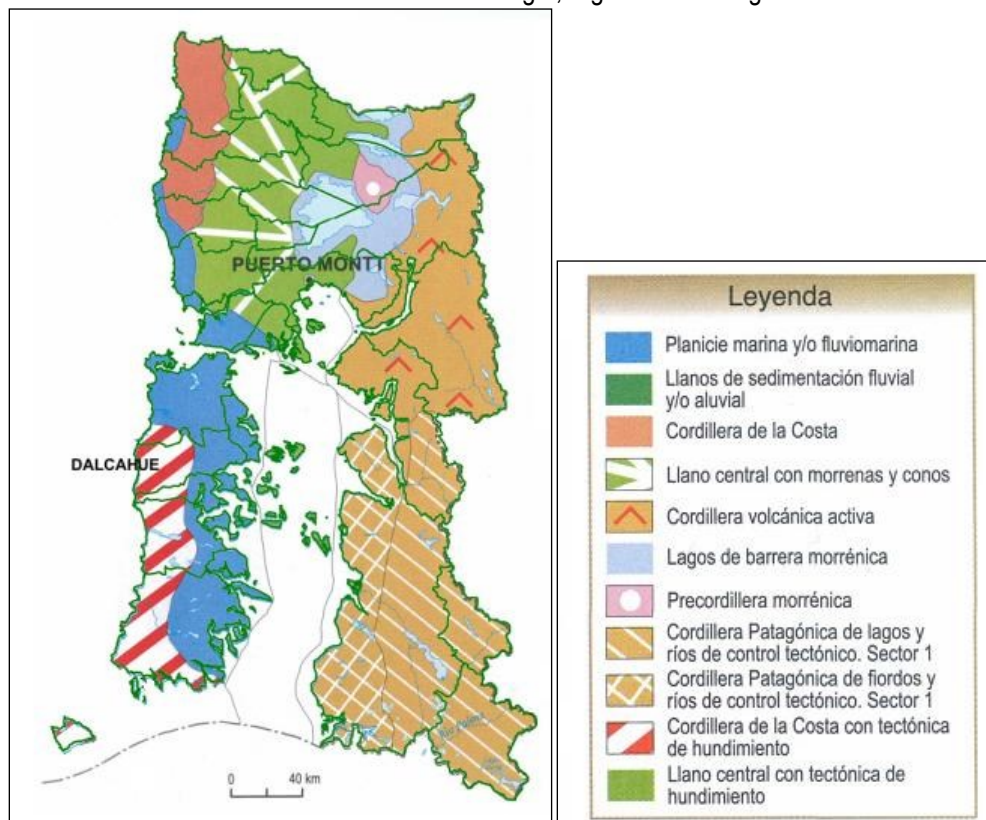 PUERTO MONTT
DALCAHUE
Río Palena
0 40 km
Leyenda
Planicie marina y/o fluviomarina
Llanos de sedimentación fluvial
y/o aluvial
Cordillera de la Costa
Llano central con morrenas y conos
Cordillera volcánica activa
Lagos de barrera morrénica
Precordillera morrénica
Cordillera Patagónica de lagos y
ríos de control tectónico. Sector 1
Cordillera Patagónica de fiordos y
ríos de control tectónico. Sector 1
Cordillera de la Costa con tectónica
de hundimiento
Llano central con tectónica de
hundimiento